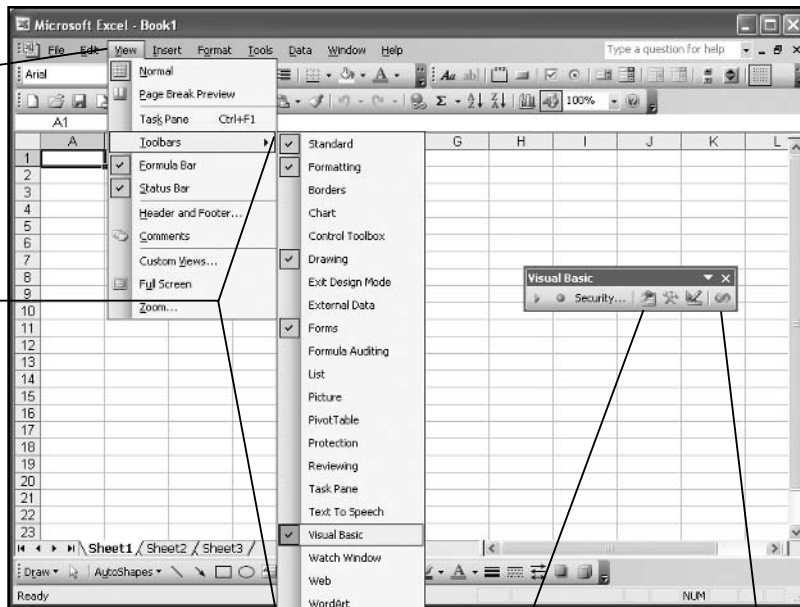 Microsoft Excel - Book1
File Edit View Insert Format Tools Data Window Help Type a question for help
Arial
100%
A1
Normal
Page Break Preview
Task Pane Ctrl+F1
Toolbars
Formula Bar
Status Bar
Header and Footer...
Comments
Custom Views...
Full Screen
Zoom...
Standard
Formatting
Borders
Chart
Control Toolbox
Drawing
Exit Design Mode
External Data
Forms
Formula Auditing
List
Picture
PivotTable
Protection
Reviewing
Task Pane
Text To Speech
Visual Basic
Watch Window
Web
WordArt
A G H I J K L
1
2
3
4
5
6
7
8
9
10
11
12
13
14
15
16
17
18
19
20
21
22
23
Visual Basic
Security...
Sheet1 Sheet2 Sheet3
Draw AutoShapes
Ready NUM